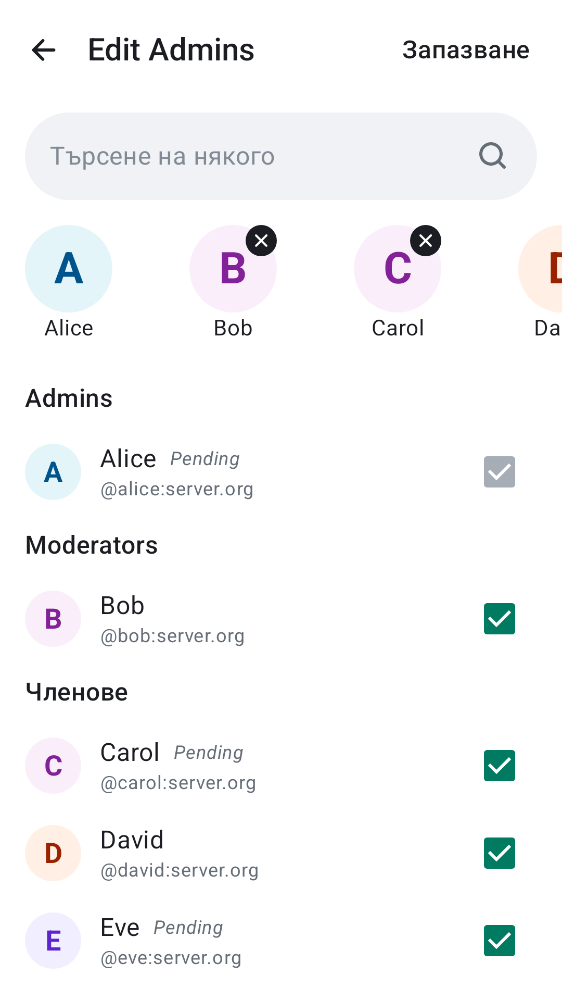 Edit Admins
Запазване
Търсене на някого
A
B
C
D
Alice
Bob
Carol
Da
Admins
A
Alice Pending
@alice:server.org
Moderators
B
Bob
@bob:server.org
Членове
C
Carol Pending
@carol:server.org
D
David
@david:server.org
E
Eve Pending
@eve:server.org